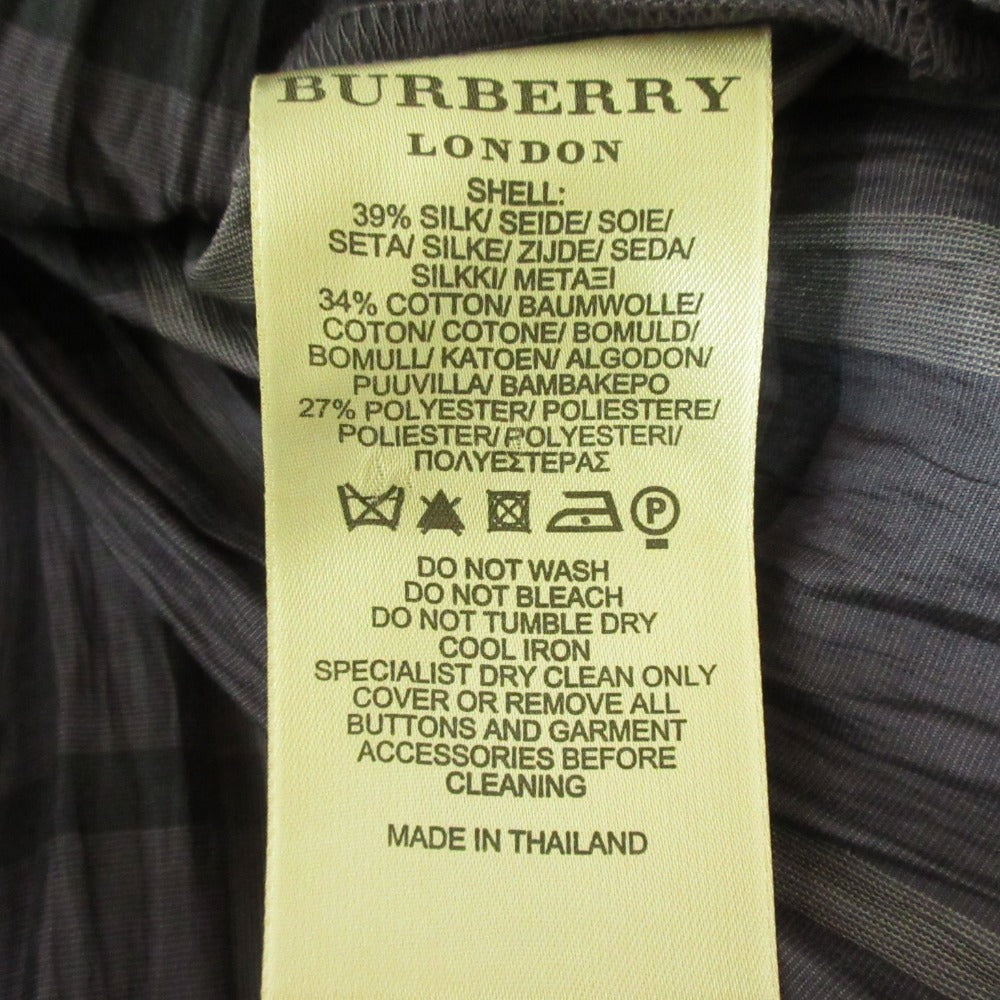 BURBERRY
LONDON
SHELL:
39% SILK/ SEIDE/ SOIE/
SETA/ SILKE/ ZIJDE/ SEDA/
SILKKI/ ΜΕΤΑΞΙ
34% COTTON/ BAUMWOLLE/
COTON/ COTONE/ BOMULD/
BOMULL/ KATOEN/ ALGODON/
PUUVILLA/ ΒΑΜΒΑΚΕΡΟ
27% POLYESTER/ POLIESTERE/
POLIESTER/ POLYESTERI/
ΠΟΛΥΕΣΤΕΡΑΣ
P
DO NOT WASH
DO NOT BLEACH
DO NOT TUMBLE DRY
COOL IRON
SPECIALIST DRY CLEAN ONLY
COVER OR REMOVE ALL
BUTTONS AND GARMENT
ACCESSORIES BEFORE
CLEANING
MADE IN THAILAND